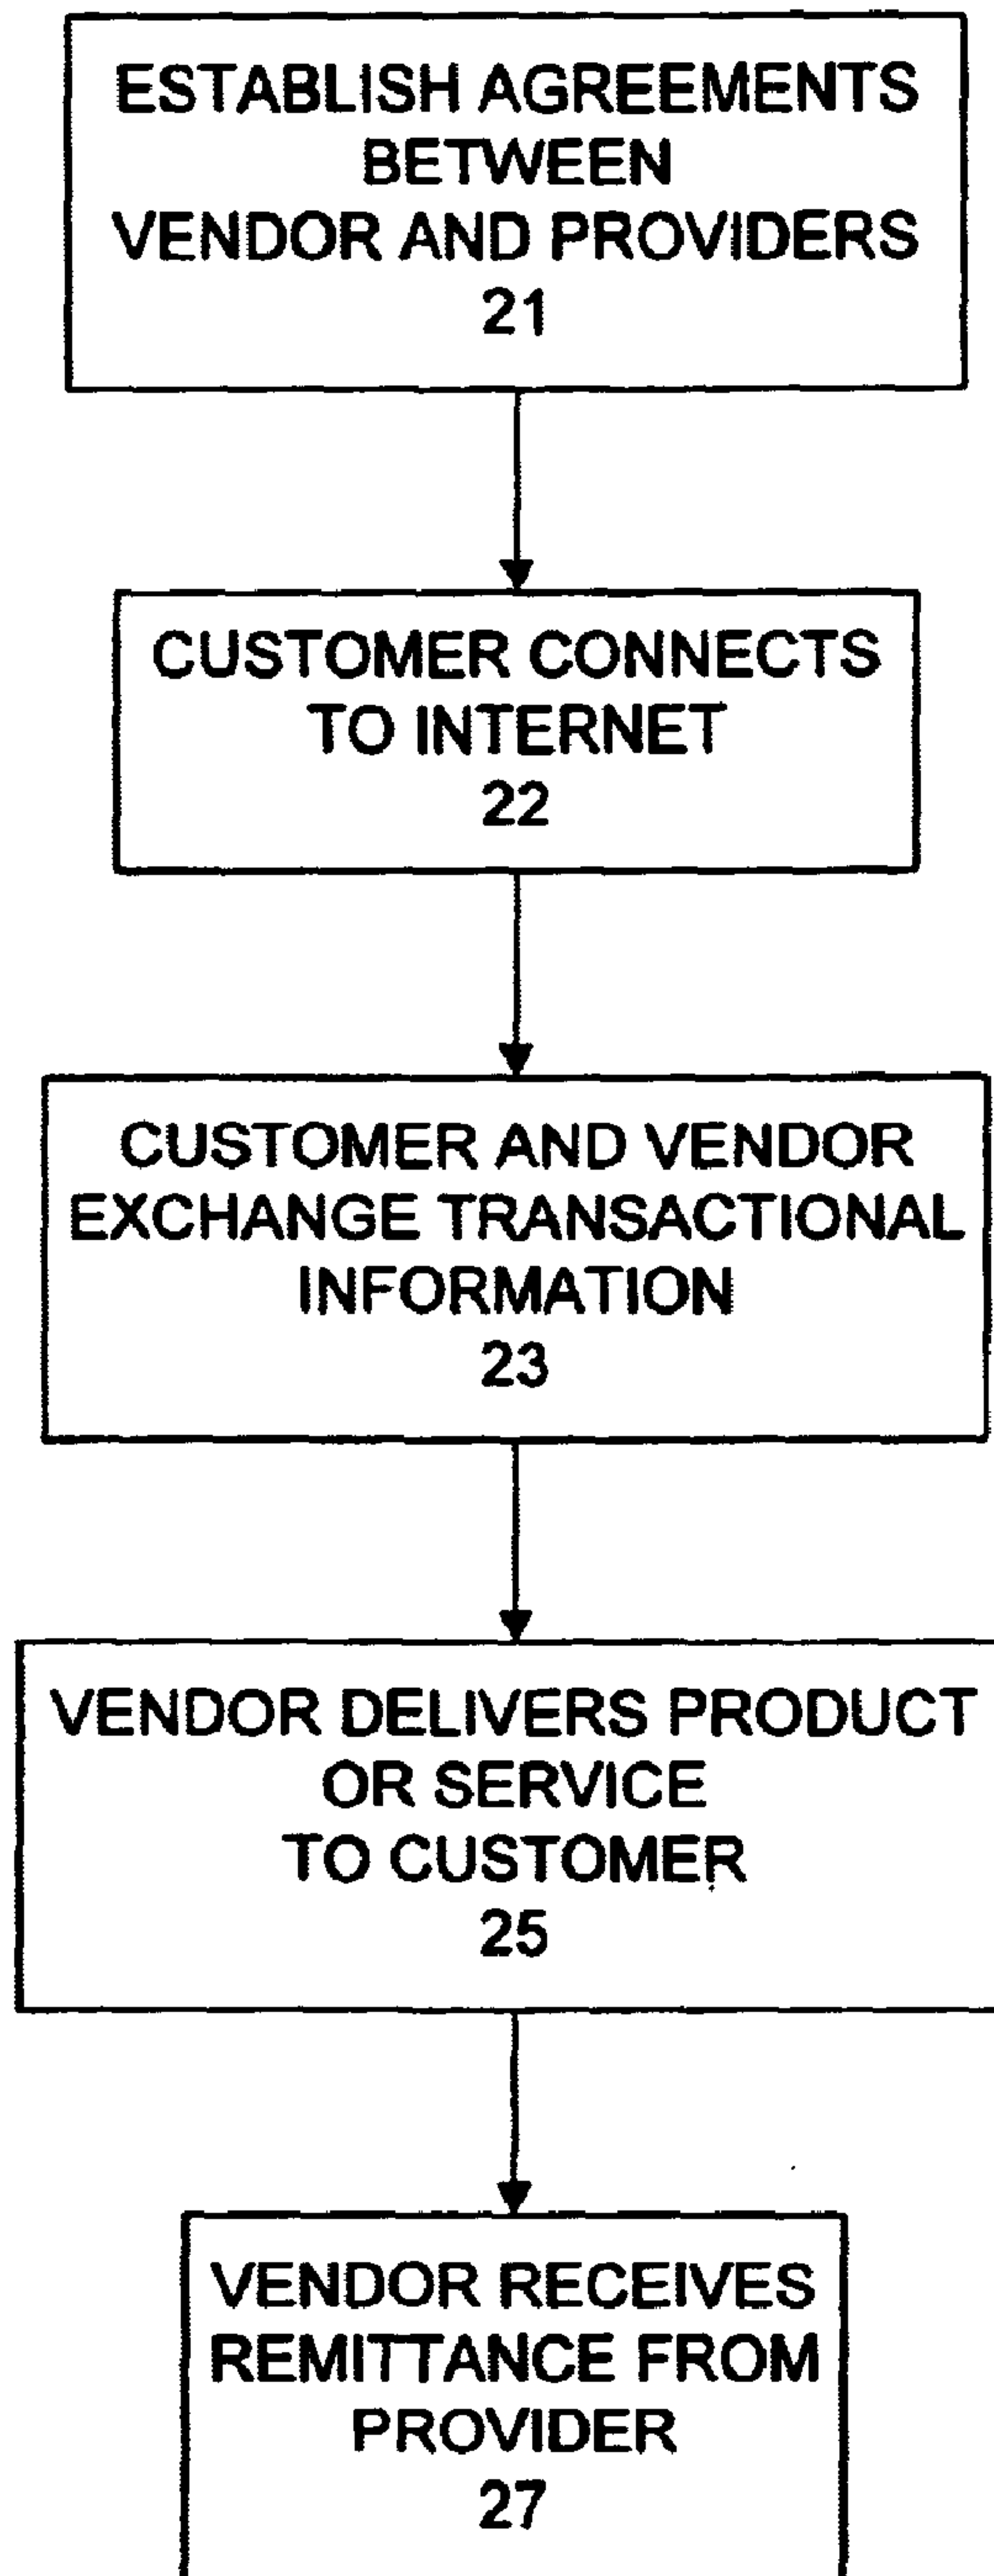 ESTABLISH AGREEMENTS
BETWEEN
VENDOR AND PROVIDERS
21
CUSTOMER CONNECTS
TO INTERNET
22
CUSTOMER AND VENDOR
EXCHANGE TRANSACTIONAL
INFORMATION
23
VENDOR DELIVERS PRODUCT
OR SERVICE
TO CUSTOMER
25
VENDOR RECEIVES
REMITTANCE FROM
PROVIDER
27